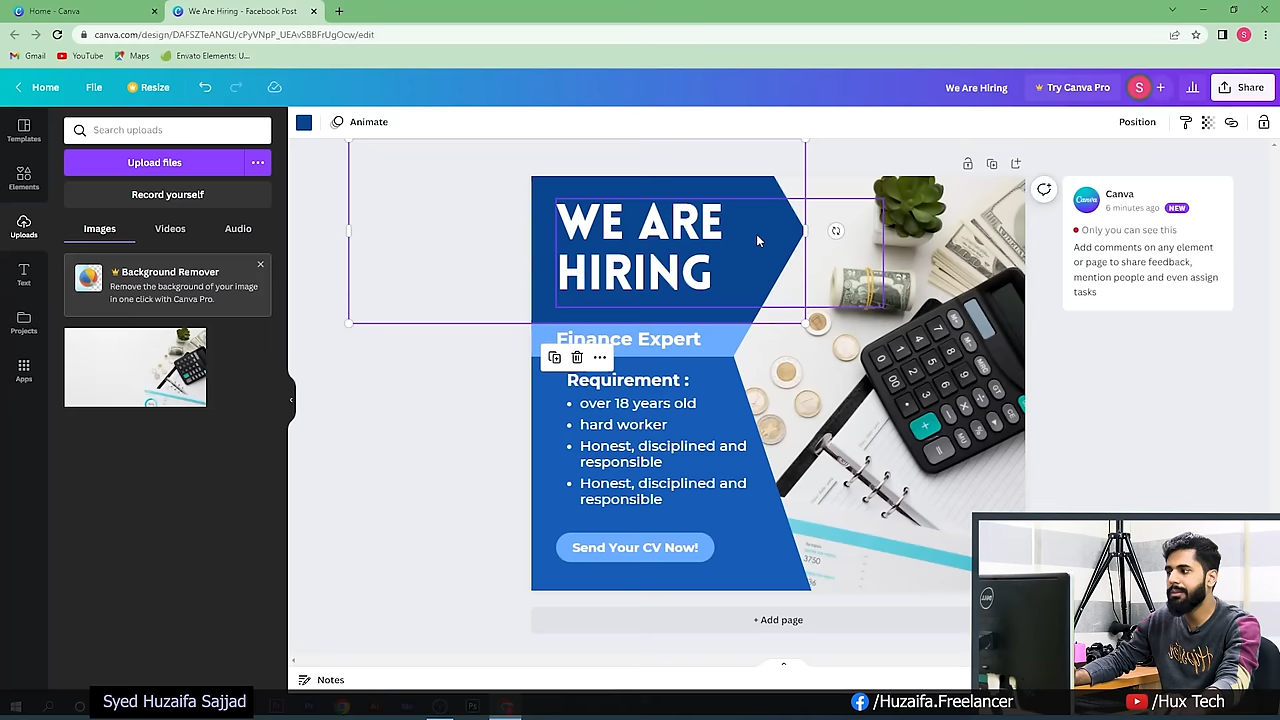 Home - Canva
We Are Hiring - Facebook Post
canva.com/design/DAFSZTeANGU/cPyVNpP_UEAvSBBFrUgOcw/edit
Gmail
YouTube
Maps
Envato Elements: U...
Home
File
Resize
We Are Hiring
Try Canva Pro
S
Share
Templates
Elements
Uploads
Text
Projects
Apps
Search uploads
Upload files
Record yourself
Images
Videos
Audio
Background Remover
Remove the background of your image
in one click with Canva Pro.
Animate
Position
WE ARE
HIRING
Finance Expert
Requirement :
over 18 years old
hard worker
Honest, disciplined and
responsible
Honest, disciplined and
responsible
Send Your CV Now!
+ Add page
Notes
Canva
Canva
6 minutes ago
NEW
Only you can see this
Add comments on any element
or page to share feedback,
mention people and even assign
tasks
Syed Huzaifa Sajjad
/Huzaifa.Freelancer
/Hux Tech